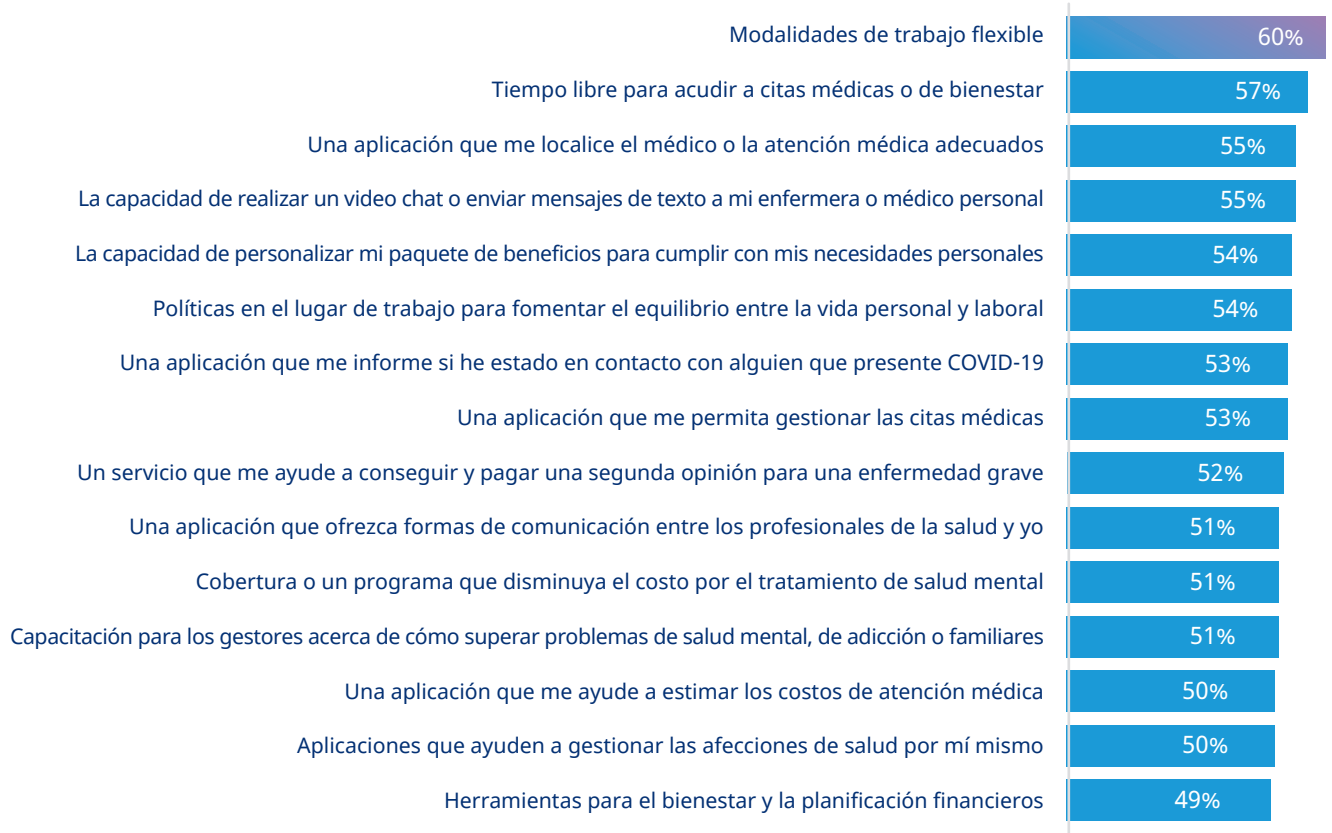 Modalidades de trabajo flexible 60%
Tiempo libre para acudir a citas médicas o de bienestar 57%
Una aplicación que me localice el médico o la atención médica adecuados 55%
La capacidad de realizar un video chat o enviar mensajes de texto a mi enfermera o médico personal 55%
La capacidad de personalizar mi paquete de beneficios para cumplir con mis necesidades personales 54%
Políticas en el lugar de trabajo para fomentar el equilibrio entre la vida personal y laboral 54%
Una aplicación que me informe si he estado en contacto con alguien que presente COVID-19 53%
Una aplicación que me permita gestionar las citas médicas 53%
Un servicio que me ayude a conseguir y pagar una segunda opinión para una enfermedad grave 52%
Una aplicación que ofrezca formas de comunicación entre los profesionales de la salud y yo 51%
Cobertura o un programa que disminuya el costo por el tratamiento de salud mental 51%
Capacitación para los gestores acerca de cómo superar problemas de salud mental, de adicción o familiares 51%
Una aplicación que me ayude a estimar los costos de atención médica 50%
Aplicaciones que ayuden a gestionar las afecciones de salud por mí mismo 50%
Herramientas para el bienestar y la planificación financieros 49%